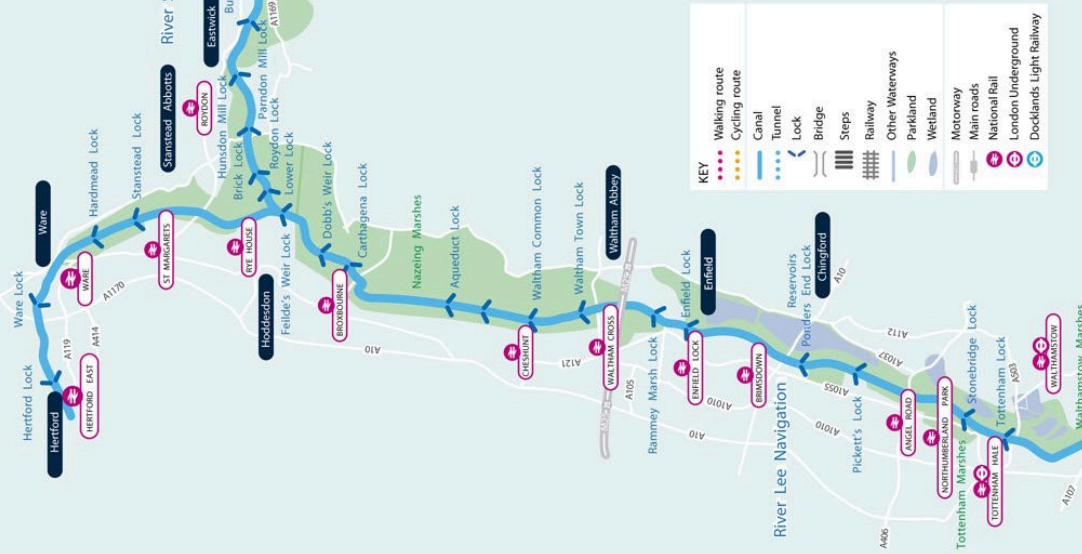 Hertford Lock
Hertford
HERTFORD EAST
Ware Lock
Ware
WARE
A119
A414
A1170
Hardmead Lock
Stanstead Lock
ST MARGARETS
Stanstead Abbotts
River S
Eastwick
Bu
A1169
ROYDON
Hunsdon Mill Lock
Parndon Mill Lock
Brick Lock
Roydon Lock
Lower Lock
RYE HOUSE
Feilde's Weir Lock
Hoddesdon
Dobb's Weir Lock
Carthagena Lock
BROXBOURNE
A10
Nazeing Marshes
Aqueduct Lock
CHESHUNT
Waltham Common Lock
Waltham Town Lock
A121
WALTHAM CROSS
Waltham Abbey
A105
Rammey Marsh Lock
Enfield Lock
Enfield
ENFIELD LOCK
A10
A1010
BRIMSDOWN
River Lee Navigation
Reservoirs
Ponders End Lock
Chingford
A10
A1010
A1055
A1037
A112
Pickett's Lock
A406
ANGEL ROAD
NORTHUMBERLAND PARK
Stonebridge Lock
Tottenham Marshes
Tottenham Lock
TOTTENHAM HALE
A503
WALTHAMSTOW
Walthamstow Marshes
A107
KEY
Walking route
Cycling route
Canal
Tunnel
Lock
Bridge
Steps
Railway
Other Waterways
Parkland
Wetland
Motorway
Main roads
National Rail
London Underground
Docklands Light Railway